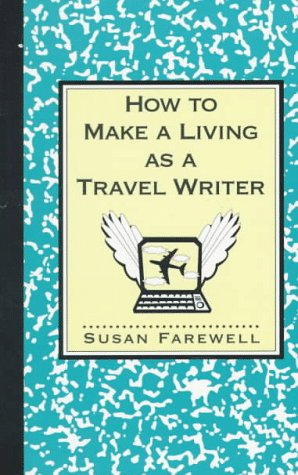 HOW TO
MAKE A LIVING
AS A
TRAVEL WRITER
SUSAN FAREWELL